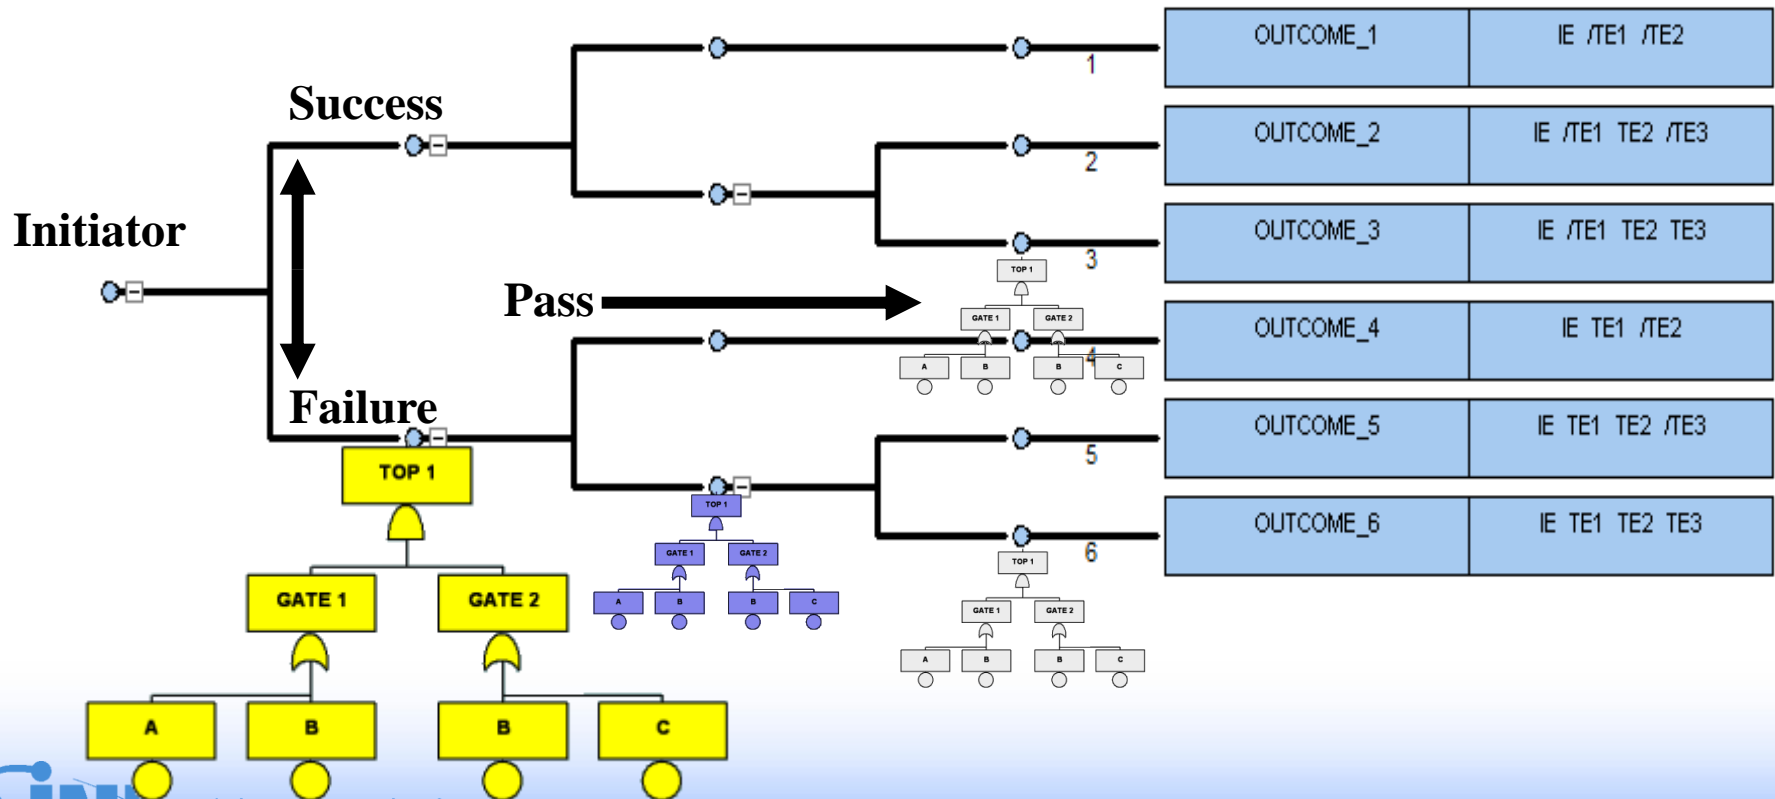 OUTCOME_1 IE /TE1 /TE2
1
Success
OUTCOME_2 IE /TE1 TE2 /TE3
2
Initiator
OUTCOME_3 IE /TE1 TE2 TE3
3
TOP 1
Pass
GATE 1 GATE 2
OUTCOME_4 IE TE1 /TE2
4
A B B C
Failure
OUTCOME_5 IE TE1 TE2 /TE3
5
TOP 1
TOP 1
GATE 1 GATE 2
A B B C
OUTCOME_6 IE TE1 TE2 TE3
6
TOP 1
GATE 1 GATE 2
A B B C
GATE 1 GATE 2
A B B C